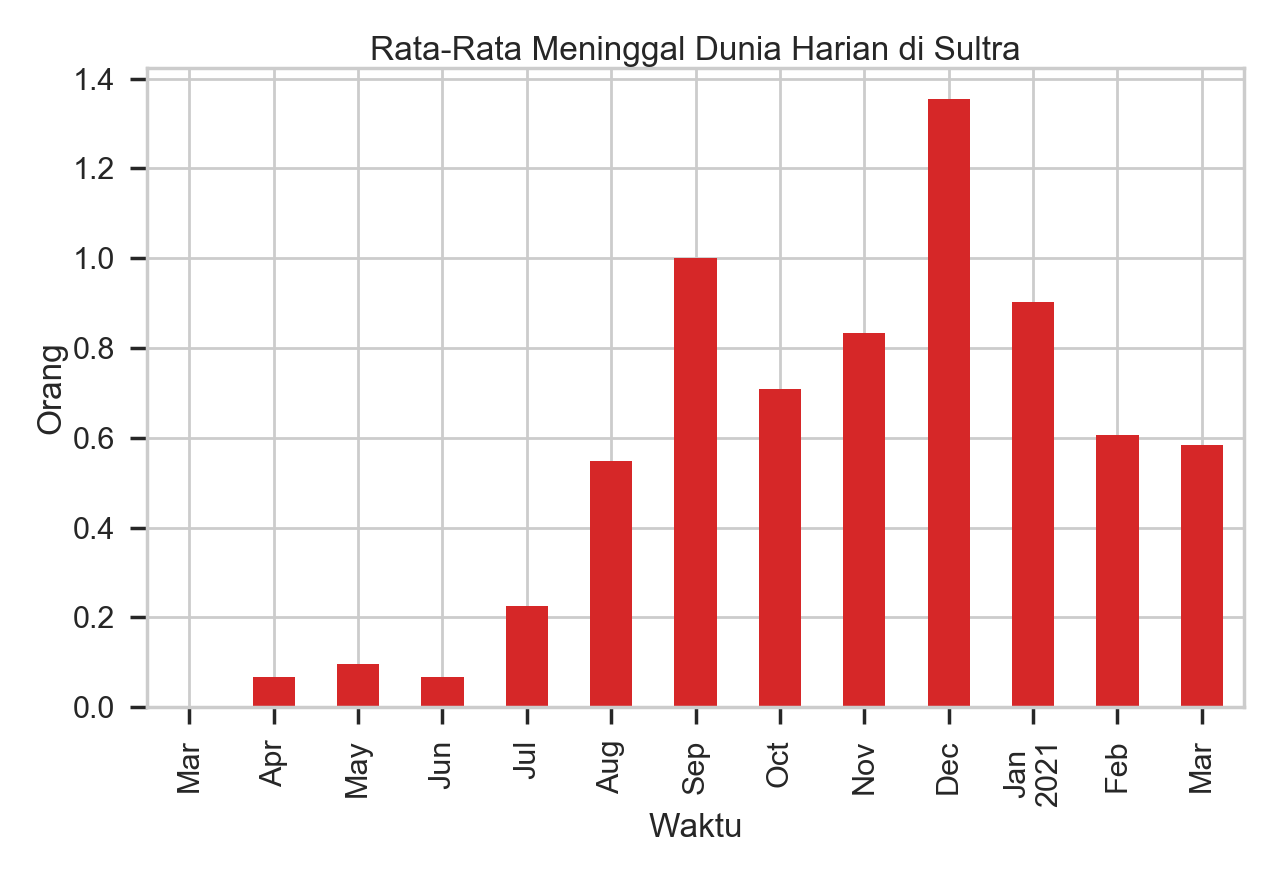 Rata-Rata Meninggal Dunia Harian di Sultra
1.4
1.2
1.0
0.8
0.6
0.4
0.2
0.0
Orang
Mar
Apr
May
Jun
Jul
Aug
Sep
Oct
Nov
Dec
Jan
2021
Feb
Mar
Waktu